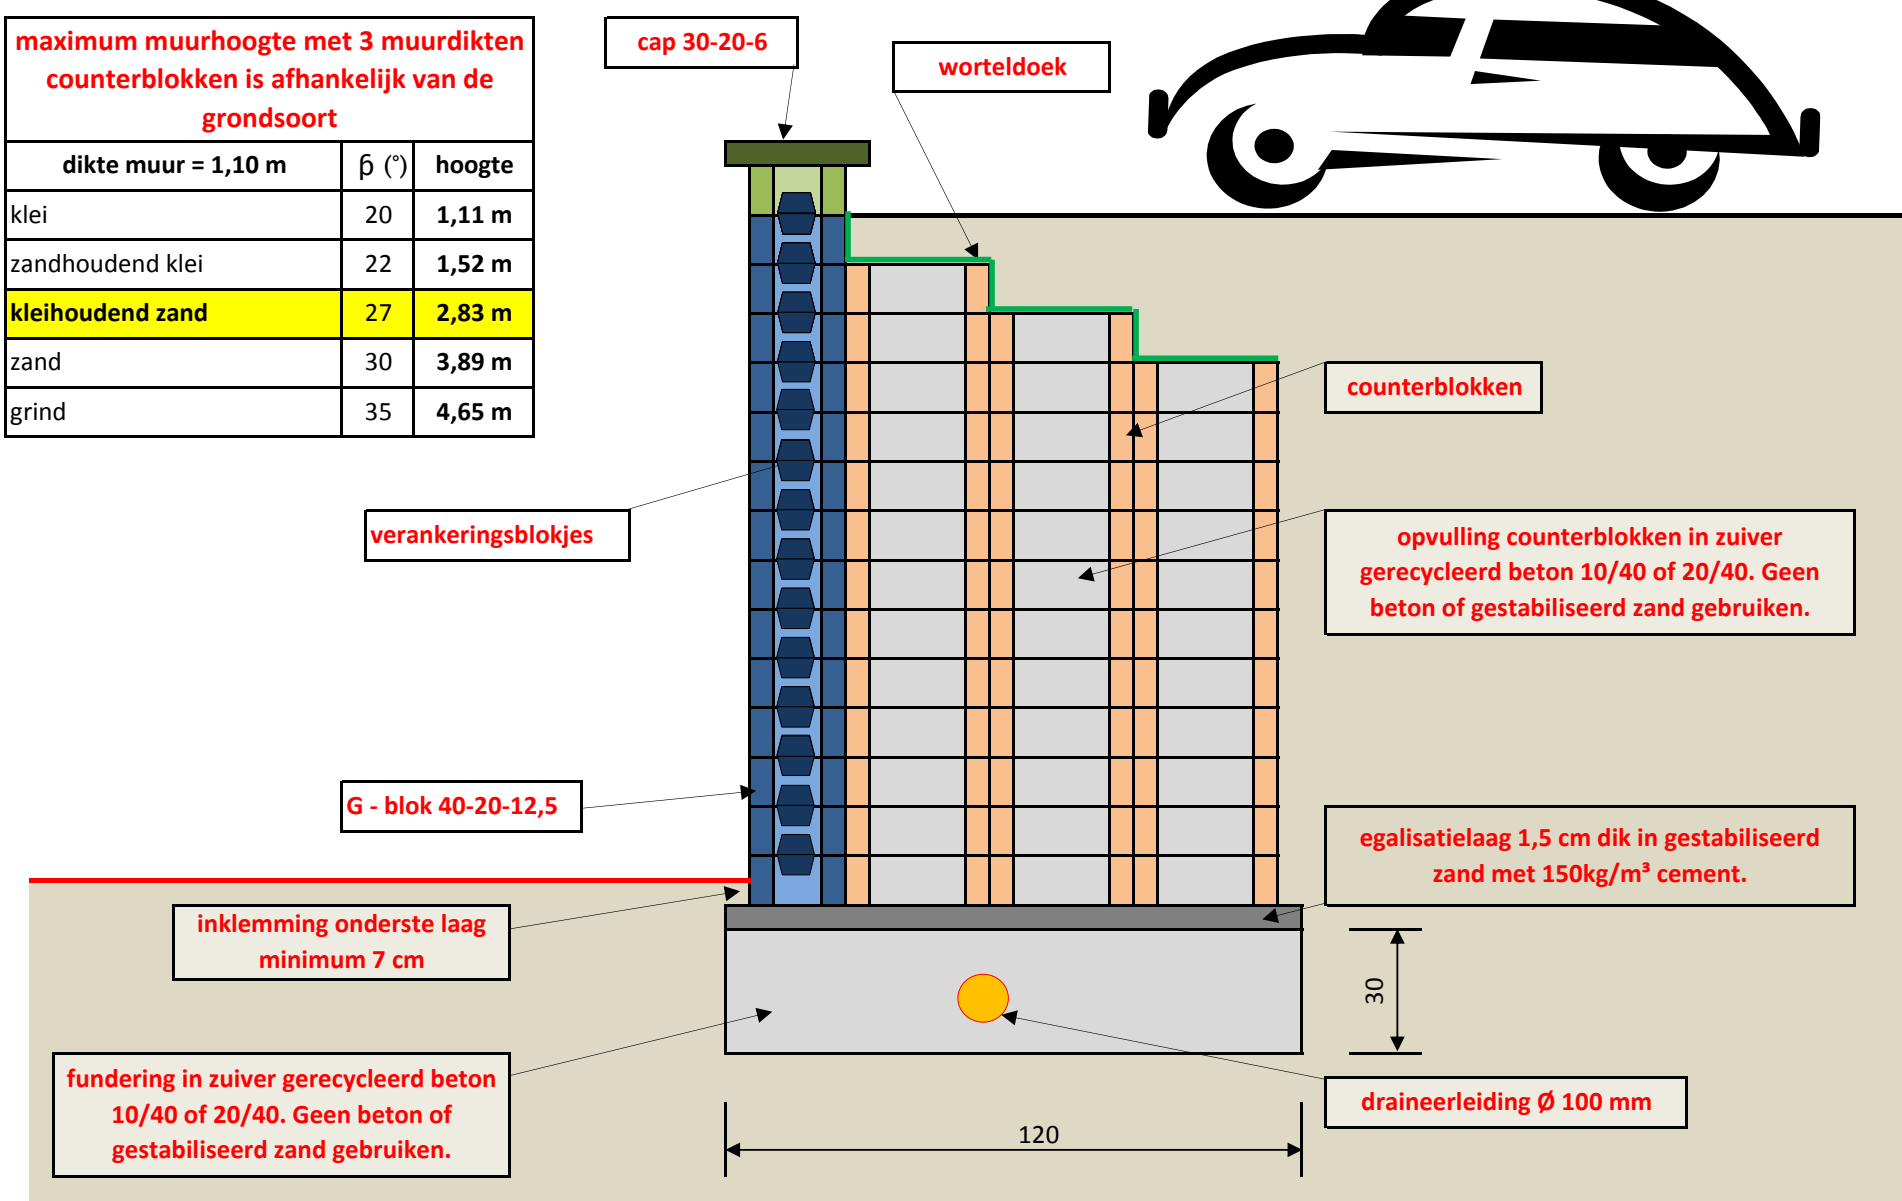 maximum muurhoogte met 3 muurdikten
counterblokken is afhankelijk van de
grondsoort
dikte muur = 1,10 m β (°) hoogte
klei 20 1,11 m
zandhoudend klei 22 1,52 m
kleihoudend zand 27 2,83 m
zand 30 3,89 m
grind 35 4,65 m
cap 30-20-6
worteldoek
counterblokken
verankeringsblokjes
opvulling counterblokken in zuiver
gerecycleerd beton 10/40 of 20/40. Geen
beton of gestabiliseerd zand gebruiken.
G - blok 40-20-12,5
egalisatielaag 1,5 cm dik in gestabiliseerd
zand met 150kg/m³ cement.
inklemming onderste laag
minimum 7 cm
30
fundering in zuiver gerecycleerd beton
10/40 of 20/40. Geen beton of
gestabiliseerd zand gebruiken.
draineerleiding Ø 100 mm
120